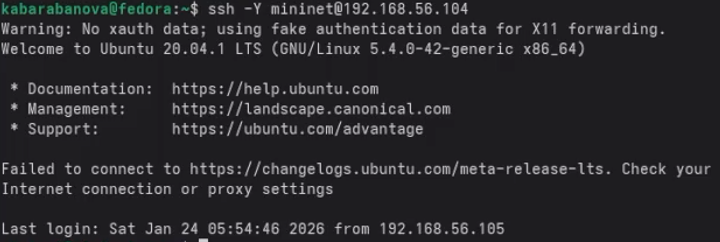 kabarabanova@fedora:~$ ssh -Y mininet@192.168.56.104
Warning: No xauth data; using fake authentication data for X11 forwarding.
Welcome to Ubuntu 20.04.1 LTS (GNU/Linux 5.4.0-42-generic x86_64)
* Documentation:  https://help.ubuntu.com
* Management:     https://landscape.canonical.com
* Support:        https://ubuntu.com/advantage
Failed to connect to https://changelogs.ubuntu.com/meta-release-lts. Check your
Internet connection or proxy settings
Last login: Sat Jan 24 05:54:46 2026 from 192.168.56.105